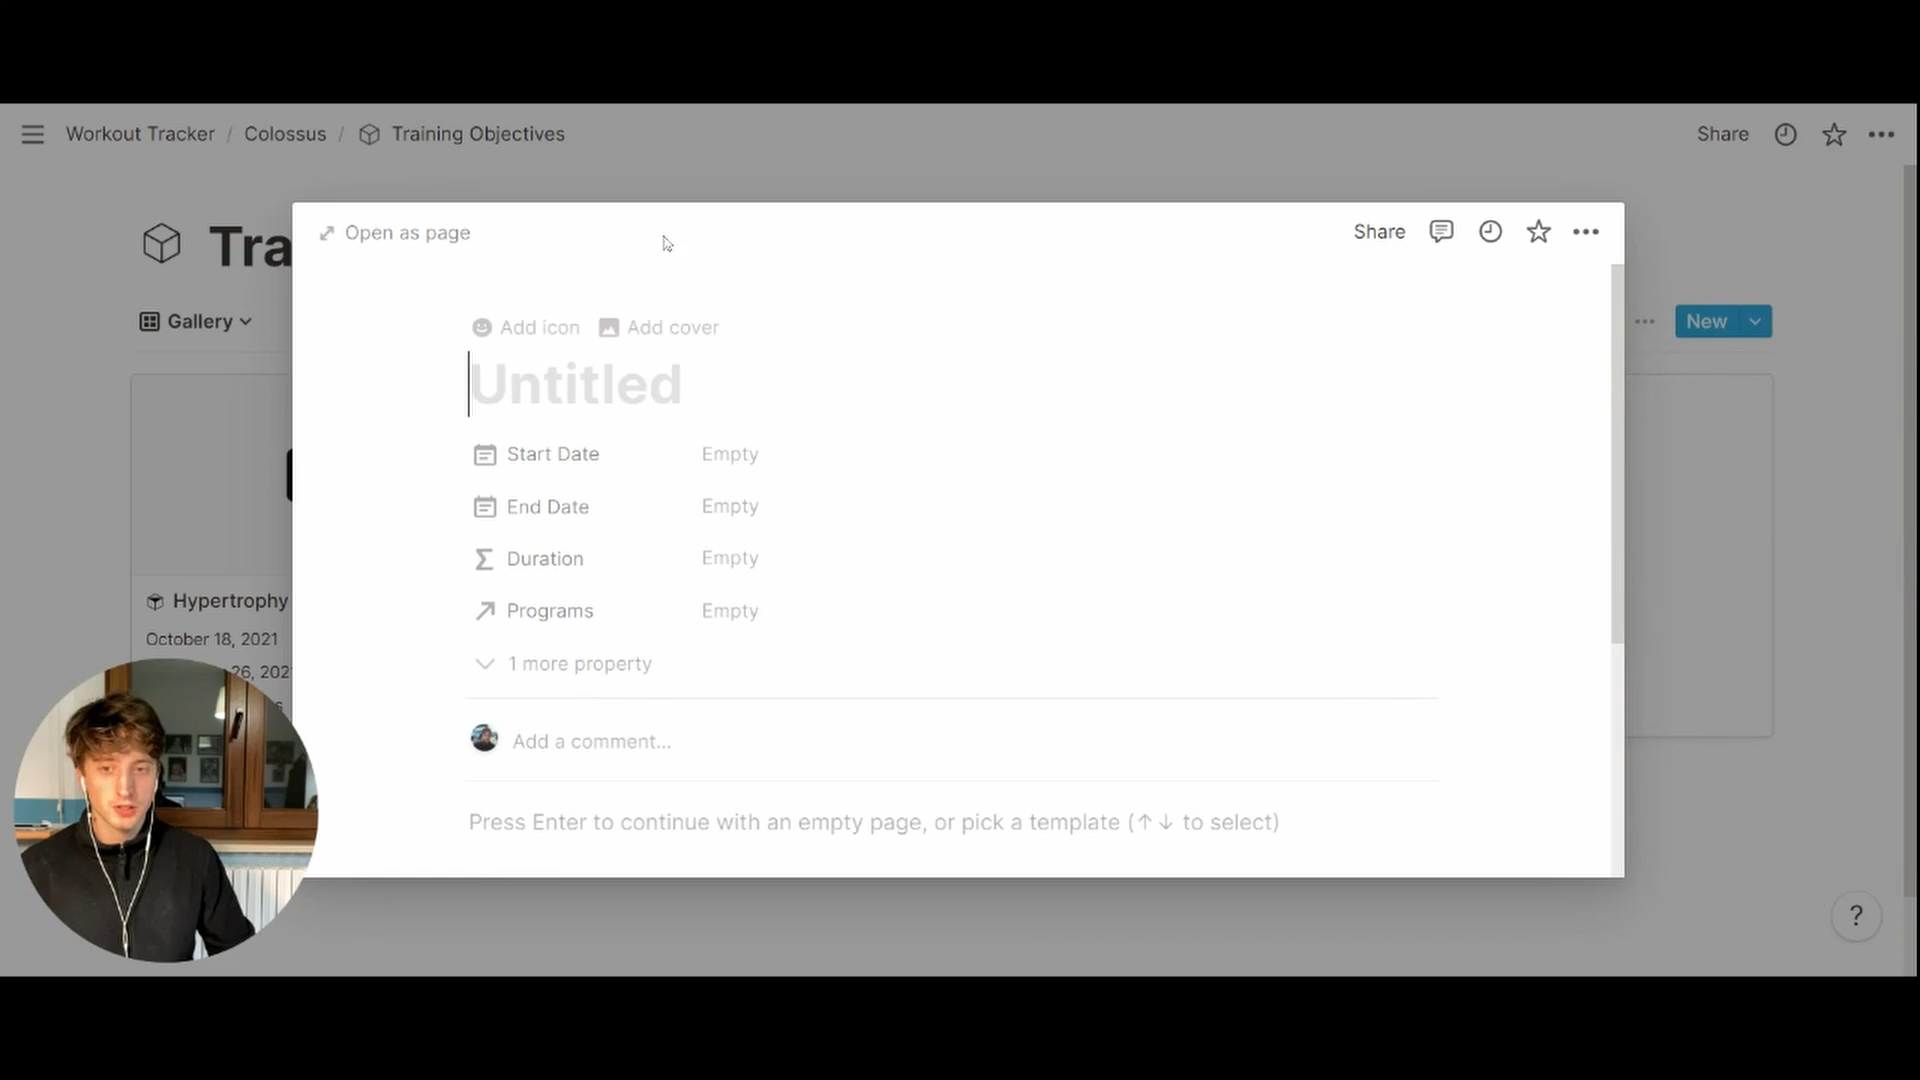 Workout Tracker / Colossus / Training Objectives
Share
Open as page
Share
Tra
Add icon Add cover
Gallery
New
Untitled
Start Date Empty
End Date Empty
Duration Empty
Programs Empty
Hypertrophy
October 18, 2021
26, 202
1 more property
Add a comment...
Press Enter to continue with an empty page, or pick a template (↑↓ to select)
?